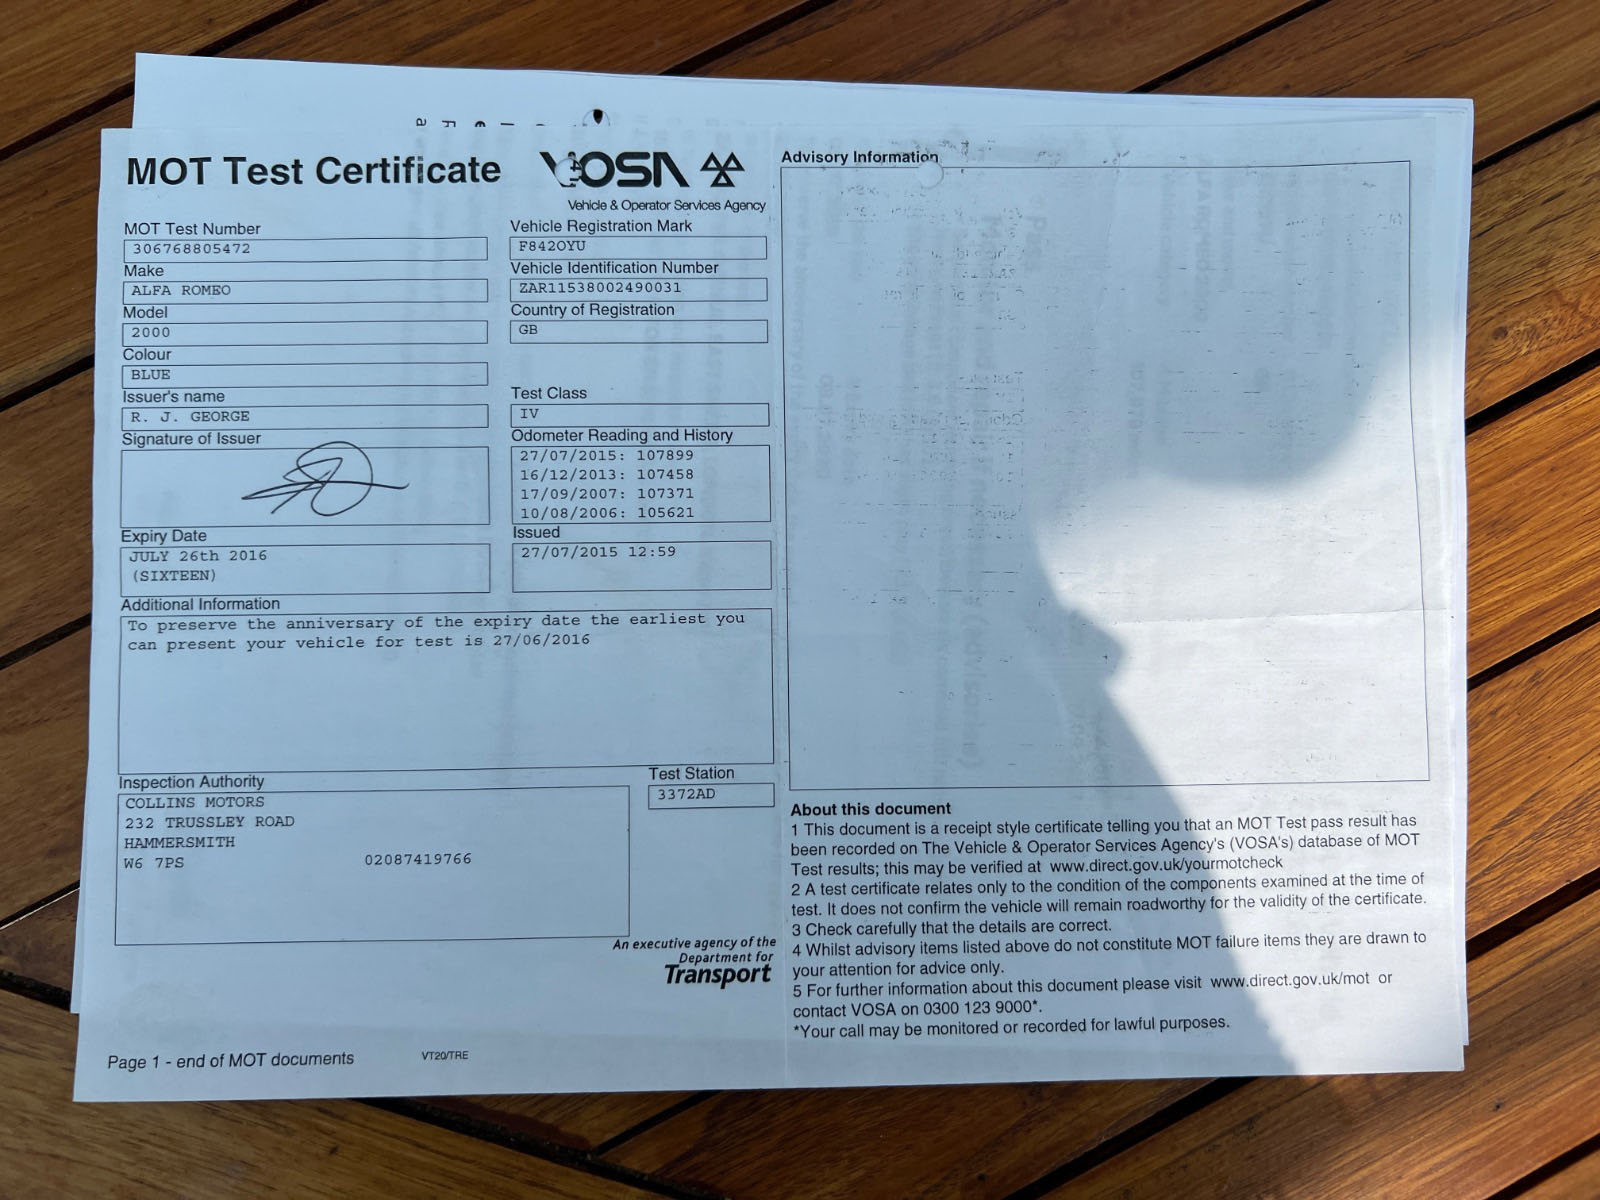 MOT Test Certificate
VOSA
Vehicle & Operator Services Agency
MOT Test Number
306768805472
Make
ALFA ROMEO
Model
2000
Colour
BLUE
Issuer's name
R. J. GEORGE
Signature of Issuer
Expiry Date
JULY 26th 2016
(SIXTEEN)
Vehicle Registration Mark
F842OYU
Vehicle Identification Number
ZAR11538002490031
Country of Registration
GB
Test Class
IV
Odometer Reading and History
27/07/2015: 107899
16/12/2013: 107458
17/09/2007: 107371
10/08/2006: 105621
Issued
27/07/2015 12:59
Additional Information
To preserve the anniversary of the expiry date the earliest you
can present your vehicle for test is 27/06/2016
Inspection Authority
COLLINS MOTORS
232 TRUSSLEY ROAD
HAMMERSMITH
W6 7PS 02087419766
Test Station
3372AD
An executive agency of the
Department for
Transport
Page 1 - end of MOT documents
VT20/TRE
Advisory Information
About this document
1 This document is a receipt style certificate telling you that an MOT Test pass result has
been recorded on The Vehicle & Operator Services Agency's (VOSA's) database of MOT
Test results; this may be verified at www.direct.gov.uk/yourmotcheck
2 A test certificate relates only to the condition of the components examined at the time of
test. It does not confirm the vehicle will remain roadworthy for the validity of the certificate.
3 Check carefully that the details are correct.
4 Whilst advisory items listed above do not constitute MOT failure items they are drawn to
your attention for advice only.
5 For further information about this document please visit www.direct.gov.uk/mot or
contact VOSA on 0300 123 9000*.
*Your call may be monitored or recorded for lawful purposes.